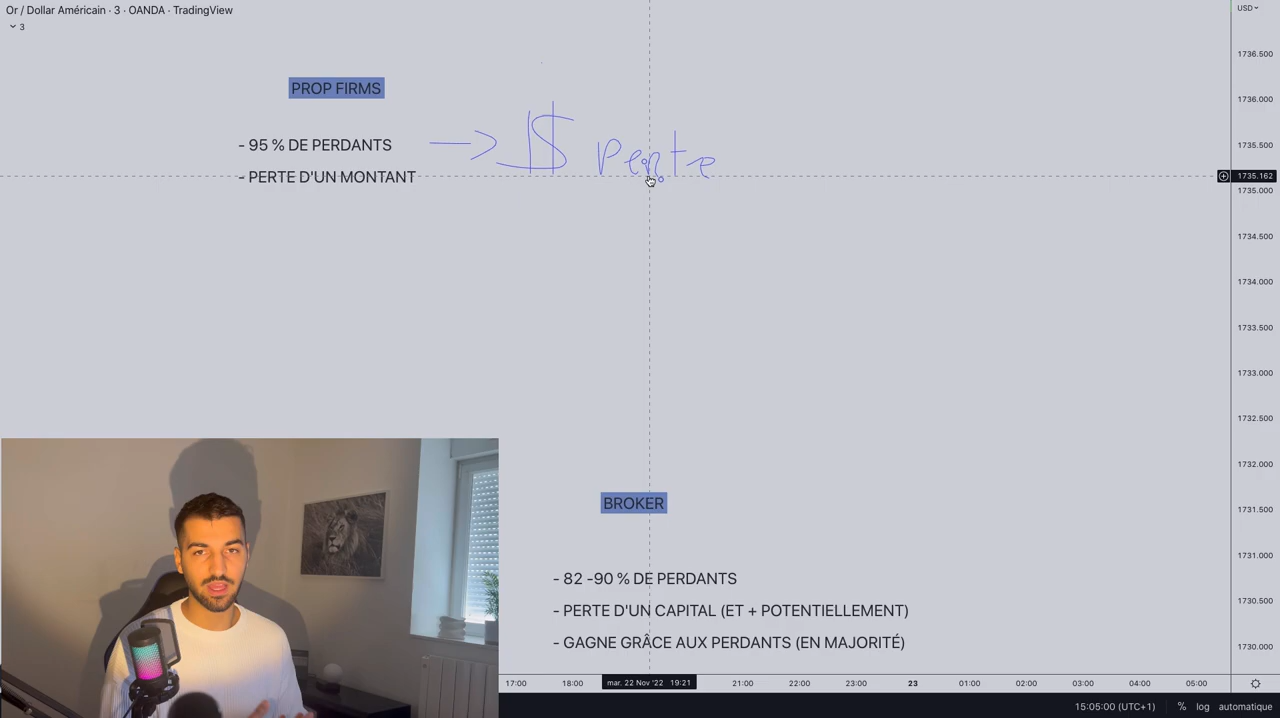 Or / Dollar Américain · 3 · OANDA · TradingView
3
USD
PROP FIRMS
- 95 % DE PERDANTS
$ perte
- PERTE D'UN MONTANT
1736.500
1736.000
1735.500
1735.162
1735.000
1734.500
1734.000
1733.500
1733.000
1732.500
1732.000
1731.500
1731.000
1730.500
1730.000
BROKER
- 82 -90 % DE PERDANTS
- PERTE D'UN CAPITAL (ET + POTENTIELLEMENT)
- GAGNE GRÂCE AUX PERDANTS (EN MAJORITÉ)
17:00 18:00 mar. 22 Nov '22 19:21 21:00 22:00 23:00 23 01:00 02:00 03:00 04:00 05:00
15:05:00 (UTC+1) % log automatique